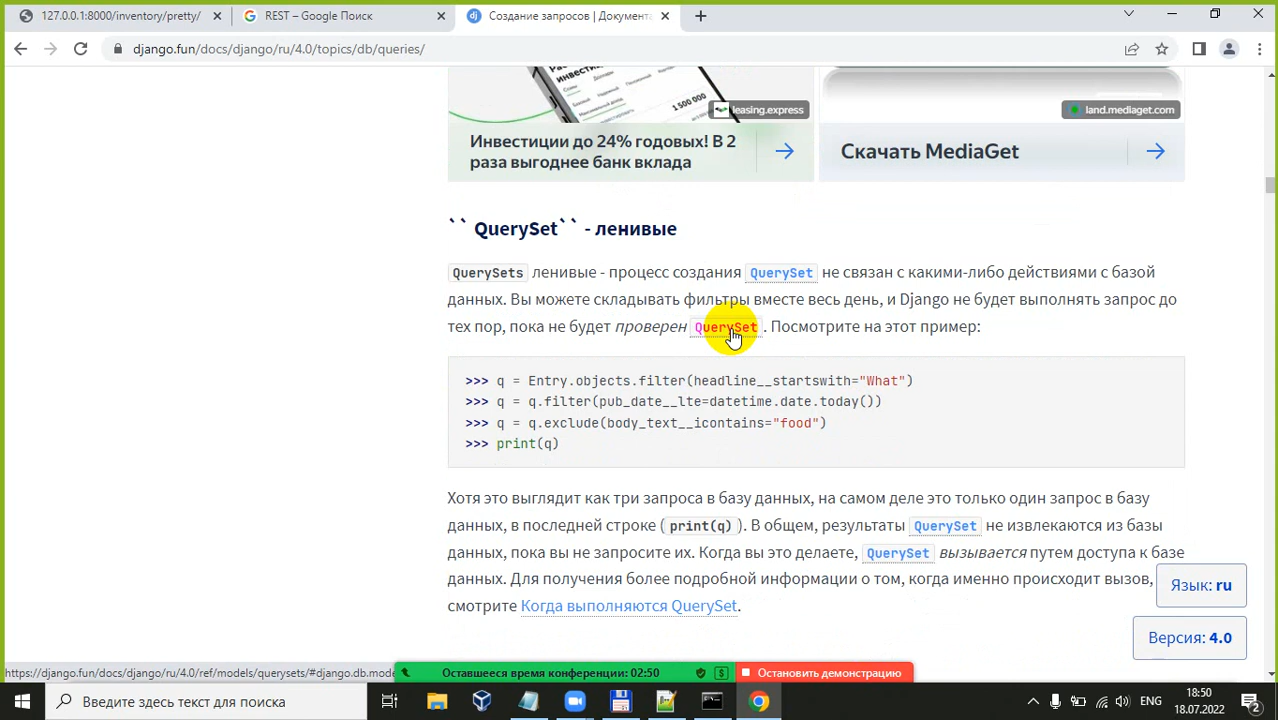 127.0.0.1:8000/inventory/pretty/
REST – Google Поиск
Создание запросов | Документа
django.fun/docs/django/ru/4.0/topics/db/queries/
инвести
1 500 000
leasing.express
land.mediaget.com
Инвестиции до 24% годовых! В 2
раза выгоднее банк вклада
Скачать MediaGet
`` QuerySet`` - ленивые
QuerySets ленивые - процесс создания QuerySet не связан с какими-либо действиями с базой
данных. Вы можете складывать фильтры вместе весь день, и Django не будет выполнять запрос до
тех пор, пока не будет проверен QuerySet . Посмотрите на этот пример:
>>> q = Entry.objects.filter(headline__startswith="What")
>>> q = q.filter(pub_date__lte=datetime.date.today())
>>> q = q.exclude(body_text__icontains="food")
>>> print(q)
Хотя это выглядит как три запроса в базу данных, на самом деле это только один запрос в базу
данных, в последней строке ( print(q) ). В общем, результаты QuerySet не извлекаются из базы
данных, пока вы не запросите их. Когда вы это делаете, QuerySet вызывается путем доступа к базе
данных. Для получения более подробной информации о том, когда именно происходит вызов,
смотрите Когда выполняются QuerySet.
Язык: ru
Версия: 4.0
https://django.fun/docs/django/ru/4.0/ref/models/querysets/#django.db.mode
Оставшееся время конференции: 02:50
Остановить демонстрацию
Введите здесь текст для поиска
ENG
18:50
18.07.2022
2